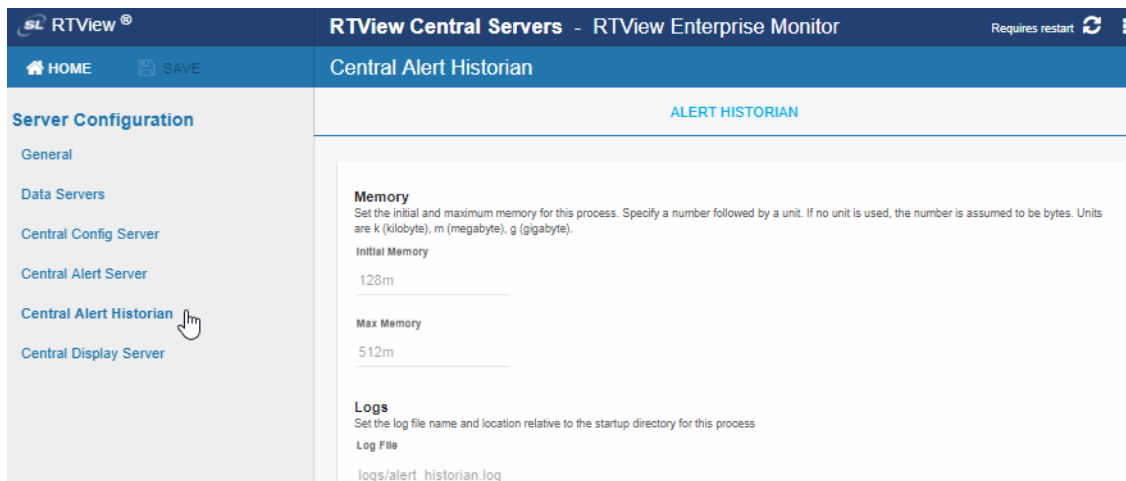 SL RTView ®
RTView Central Servers - RTView Enterprise Monitor
Requires restart
HOME
SAVE
Central Alert Historian
Server Configuration
General
Data Servers
Central Config Server
Central Alert Server
Central Alert Historian
Central Display Server
ALERT HISTORIAN
Memory
Set the initial and maximum memory for this process. Specify a number followed by a unit. If no unit is used, the number is assumed to be bytes. Units
are k (kilobyte), m (megabyte), g (gigabyte).
Initial Memory
128m
Max Memory
512m
Logs
Set the log file name and location relative to the startup directory for this process
Log File
logs/alert_historian.log